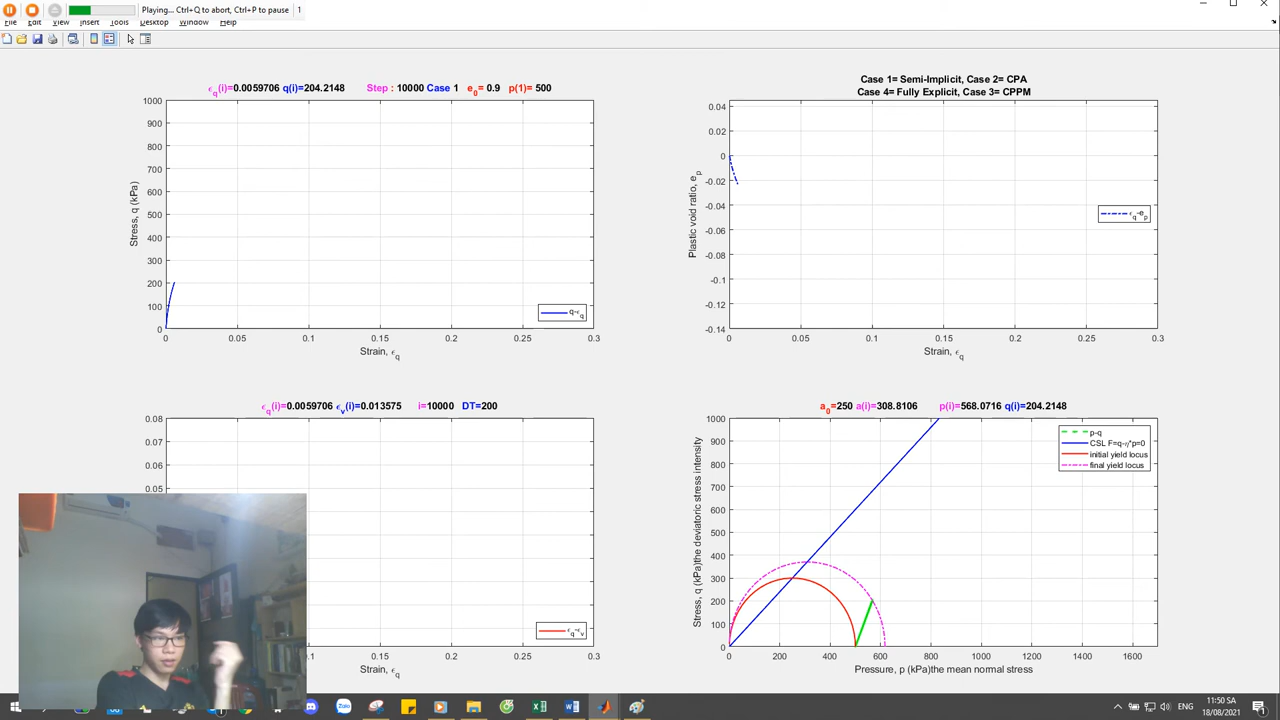 Playing... Ctrl+Q to abort, Ctrl+P to pause 1
File Edit View Insert Tools Desktop Window Help
ϵq(i)=0.0059706 q(i)=204.2148 Step : 10000 Case 1 e0= 0.9 p(1)= 500
1000
900
800
700
600
500
400
300
200
100
0
Stress, q (kPa)
q-ϵq
0 0.05 0.1 0.15 0.2 0.25 0.3
Strain, ϵq
Case 1= Semi-Implicit, Case 2= CPA
Case 4= Fully Explicit, Case 3= CPPM
0.04
0.02
0
-0.02
-0.04
-0.06
-0.08
-0.1
-0.12
-0.14
Plastic void ratio, ep
ϵq-ep
0 0.05 0.1 0.15 0.2 0.25 0.3
Strain, ϵq
ϵq(i)=0.0059706 ϵv(i)=0.013575 i=10000 DT=200
0.08
0.07
0.06
0.05
ϵq-ϵv
0.1 0.15 0.2 0.25 0.3
Strain, ϵq
a0=250 a(i)=308.8106 p(i)=568.0716 q(i)=204.2148
1000
900
800
700
600
500
400
300
200
100
0
Stress, q (kPa)the deviatoric stress intensity
p-q
CSL F=q-η*p=0
initial yield locus
final yield locus
0 200 400 600 800 1000 1200 1400 1600
Pressure, p (kPa)the mean normal stress
Zalo
ENG
11:50 SA
18/08/2021